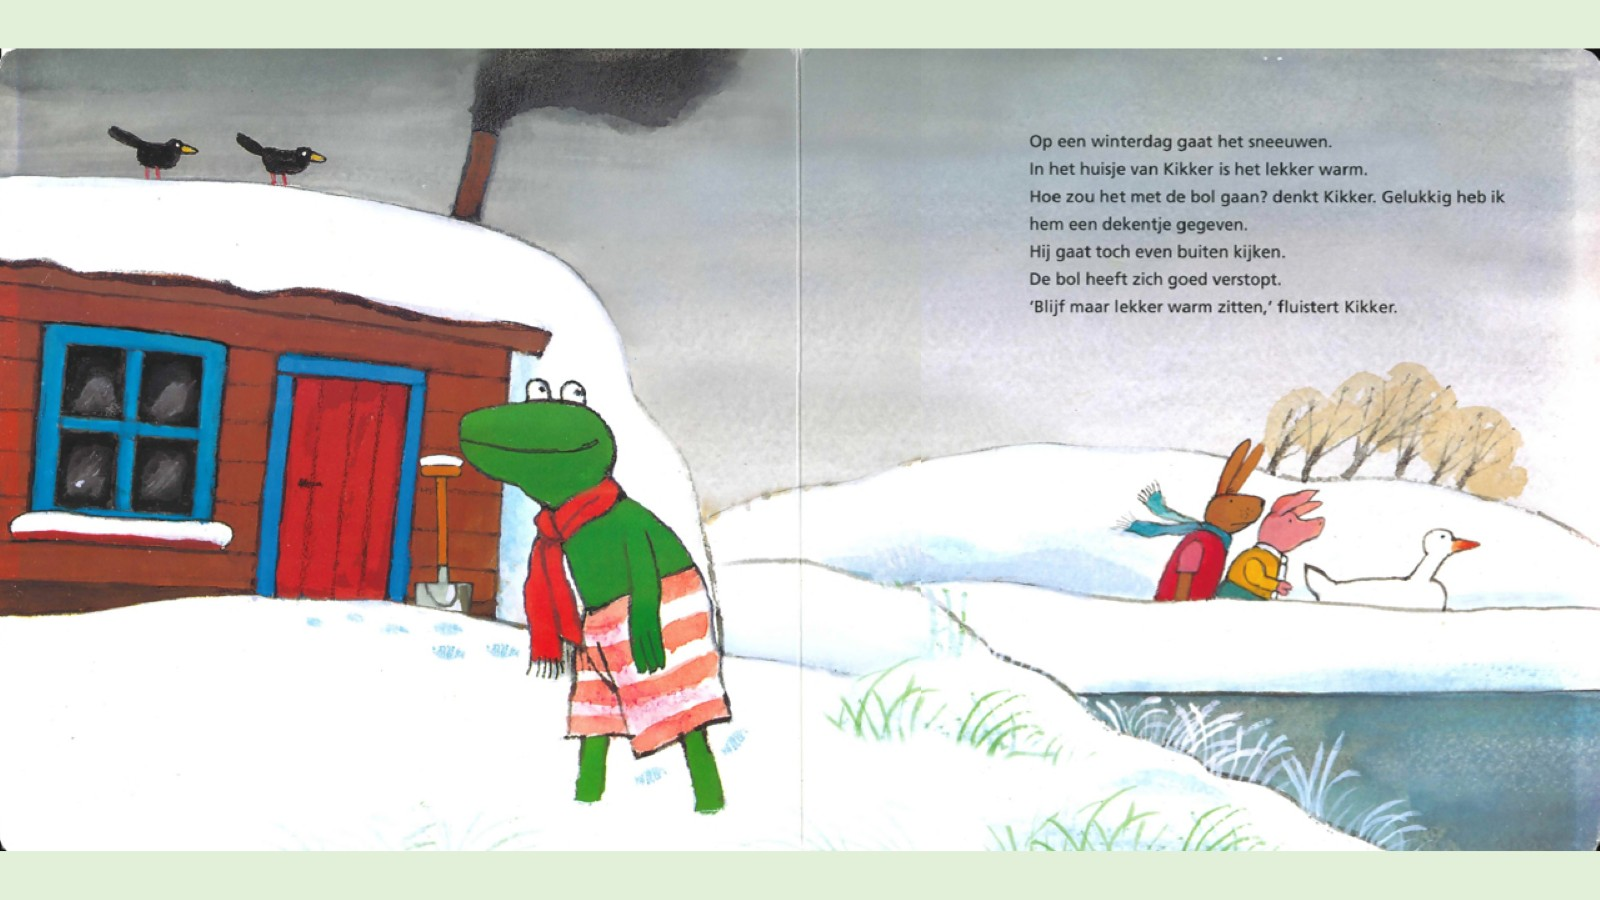 Op een winterdag gaat het sneeuwen.
In het huisje van Kikker is het lekker warm.
Hoe zou het met de bol gaan? denkt Kikker. Gelukkig heb ik
hem een dekentje gegeven.
Hij gaat toch even buiten kijken.
De bol heeft zich goed verstopt.
‘Blijf maar lekker warm zitten,’ fluistert Kikker.